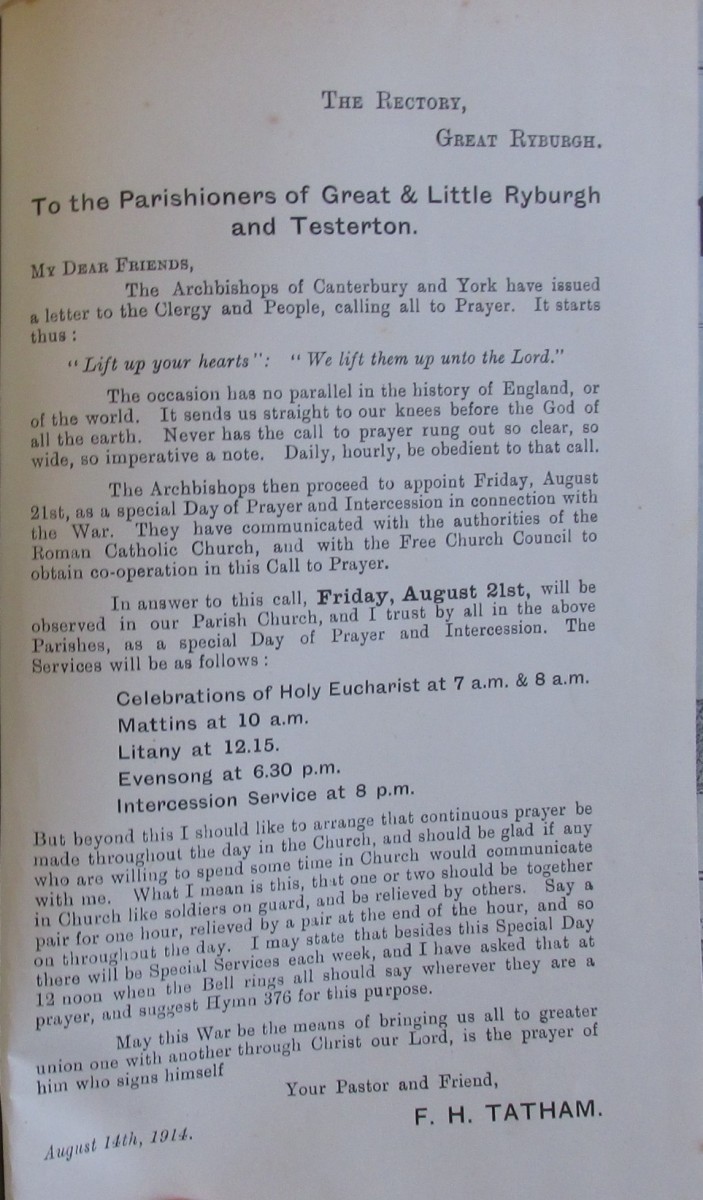 The Rectory,
Great Ryburgh.
To the Parishioners of Great & Little Ryburgh
and Testerton.
My Dear Friends,
The Archbishops of Canterbury and York have issued
a letter to the Clergy and People, calling all to Prayer. It starts
thus :
"Lift up your hearts": "We lift them up unto the Lord."
The occasion has no parallel in the history of England, or
of the world. It sends us straight to our knees before the God of
all the earth. Never has the call to prayer rung out so clear, so
wide, so imperative a note. Daily, hourly, be obedient to that call.
The Archbishops then proceed to appoint Friday, August
21st, as a special Day of Prayer and Intercession in connection with
the War. They have communicated with the authorities of the
Roman Catholic Church, and with the Free Church Council to
obtain co-operation in this Call to Prayer.
In answer to this call, Friday, August 21st, will be
observed in our Parish Church, and I trust by all in the above
Parishes, as a special Day of Prayer and Intercession. The
Services will be as follows :
Celebrations of Holy Eucharist at 7 a.m. & 8 a.m.
Mattins at 10 a.m.
Litany at 12.15.
Evensong at 6.30 p.m.
Intercession Service at 8 p.m.
But beyond this I should like to arrange that continuous prayer be
made throughout the day in the Church, and should be glad if any
who are willing to spend some time in Church would communicate
with me. What I mean is this, that one or two should be together
in Church like soldiers on guard, and be relieved by others. Say a
pair for one hour, relieved by a pair at the end of the hour, and so
on throughout the day. I may state that besides this Special Day
there will be Special Services each week, and I have asked that at
12 noon when the Bell rings all should say wherever they are a
prayer, and suggest Hymn 376 for this purpose.
May this War be the means of bringing us all to greater
union one with another through Christ our Lord, is the prayer of
him who signs himself
Your Pastor and Friend,
F. H. TATHAM.
August 14th, 1914.